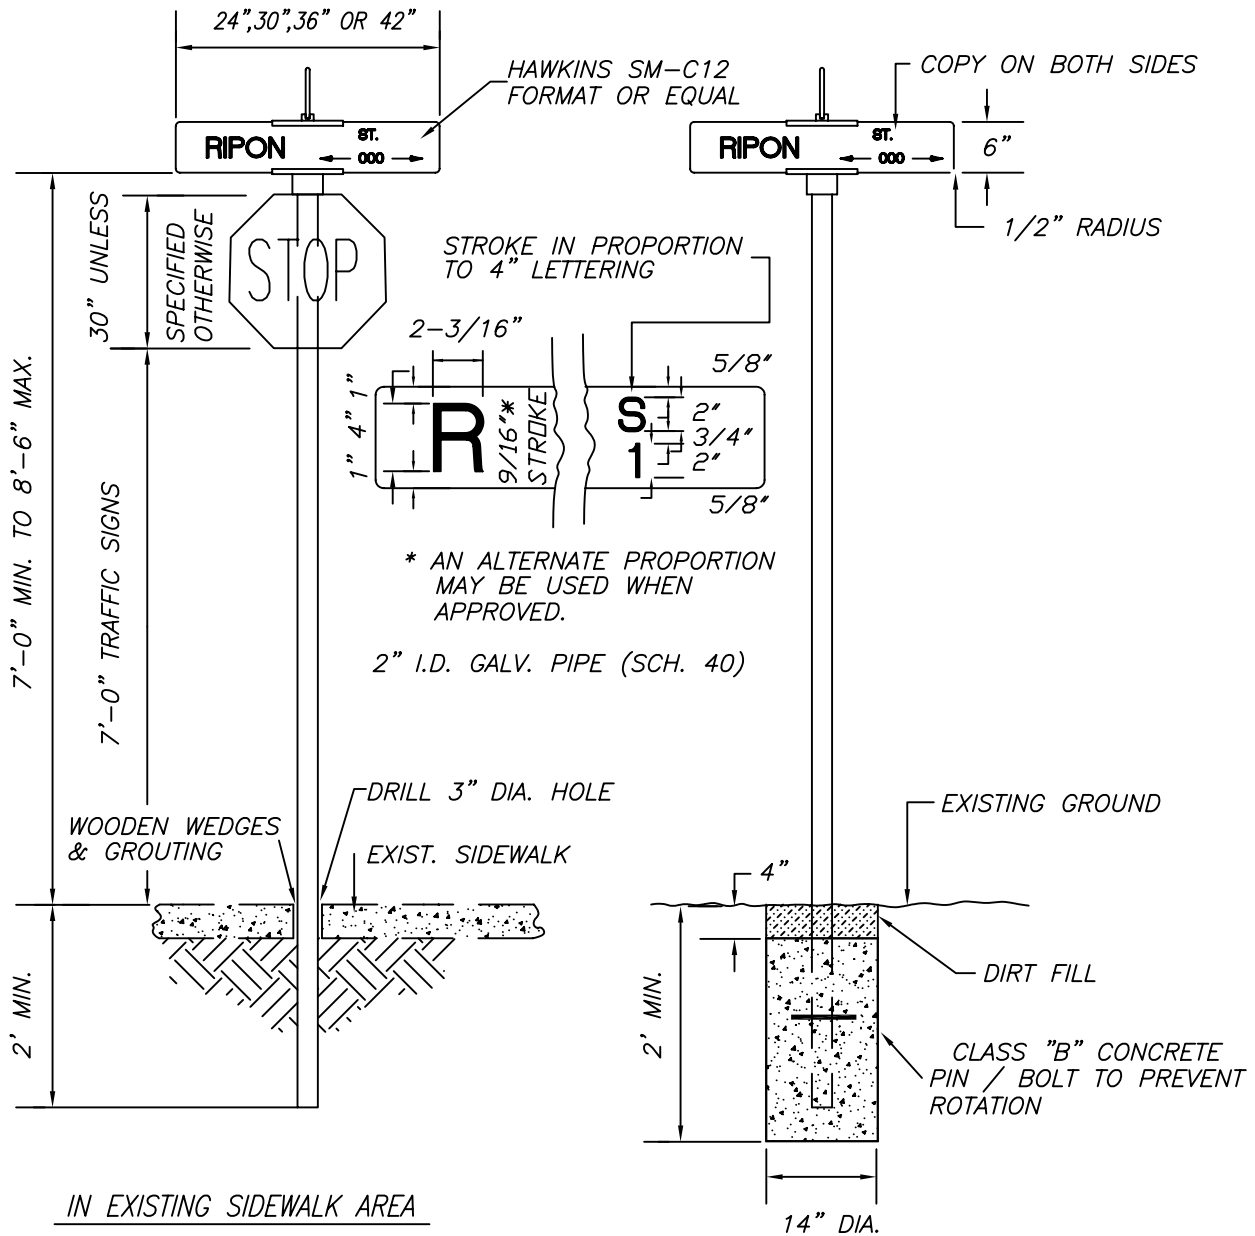 24",30",36" OR 42"
HAWKINS SM-C12
FORMAT OR EQUAL
COPY ON BOTH SIDES
RIPON
ST.
000
RIPON
ST.
000
6"
1/2" RADIUS
30" UNLESS
SPECIFIED
OTHERWISE
STOP
STROKE IN PROPORTION
TO 4" LETTERING
2-3/16"
1" 4" 1"
R
9/16"*
STROKE
S
1
5/8"
2"
3/4"
2"
5/8"
* AN ALTERNATE PROPORTION
MAY BE USED WHEN
APPROVED.
2" I.D. GALV. PIPE (SCH. 40)
7'-0" MIN. TO 8'-6" MAX.
7'-0" TRAFFIC SIGNS
DRILL 3" DIA. HOLE
WOODEN WEDGES
& GROUTING
EXIST. SIDEWALK
EXISTING GROUND
4"
DIRT FILL
2' MIN.
2' MIN.
CLASS "B" CONCRETE
PIN / BOLT TO PREVENT
ROTATION
IN EXISTING SIDEWALK AREA
14" DIA.